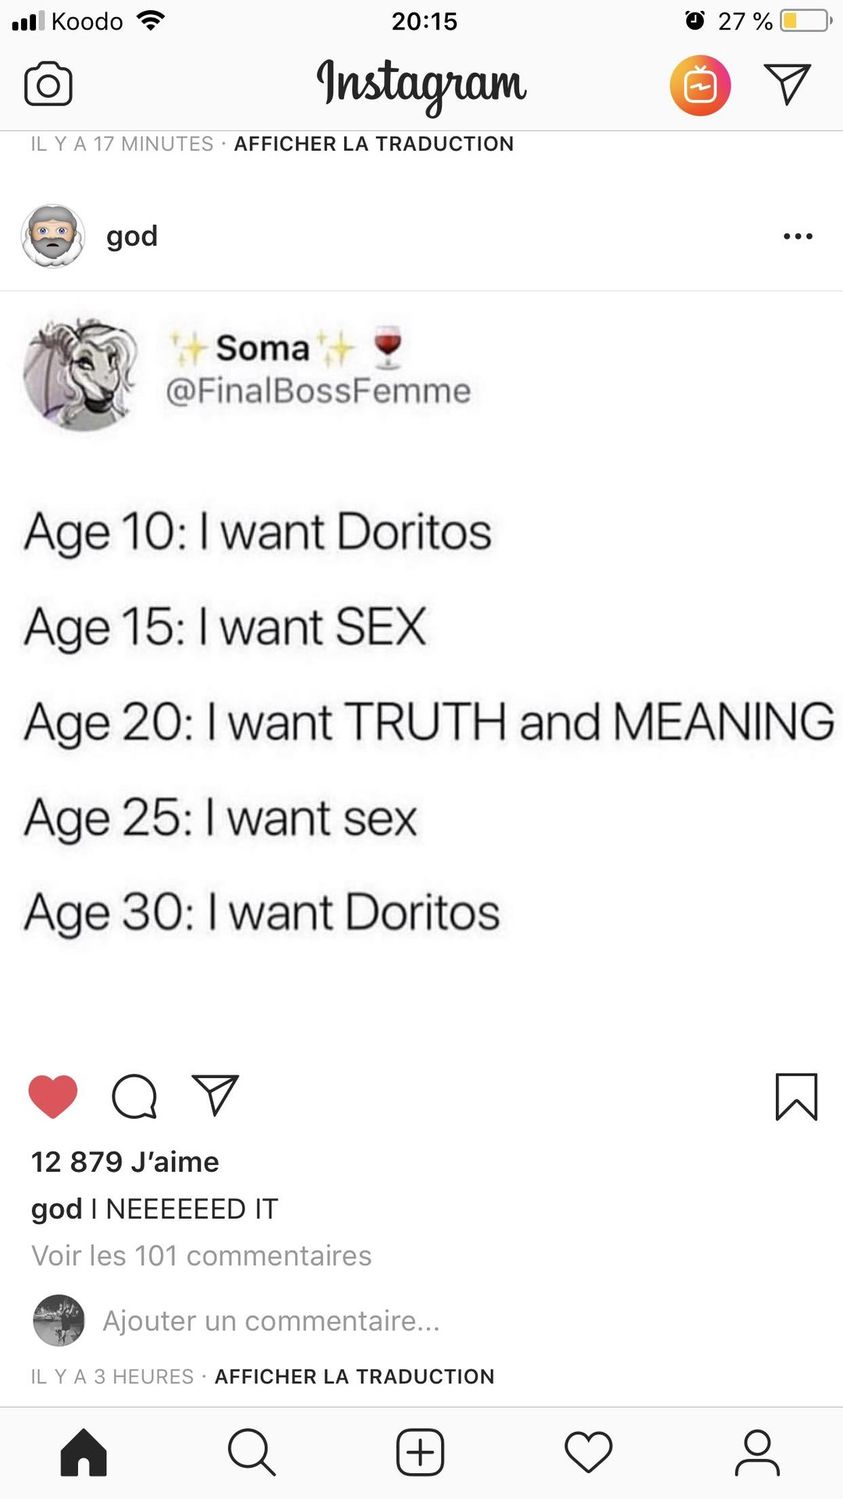 Koodo 20:15 27 %
Instagram
IL Y A 17 MINUTES · AFFICHER LA TRADUCTION
god
✨ Soma ✨ 🍷
@FinalBossFemme
Age 10: I want Doritos
Age 15: I want SEX
Age 20: I want TRUTH and MEANING
Age 25: I want sex
Age 30: I want Doritos
12 879 J’aime
god I NEEEEEED IT
Voir les 101 commentaires
Ajouter un commentaire...
IL Y A 3 HEURES · AFFICHER LA TRADUCTION